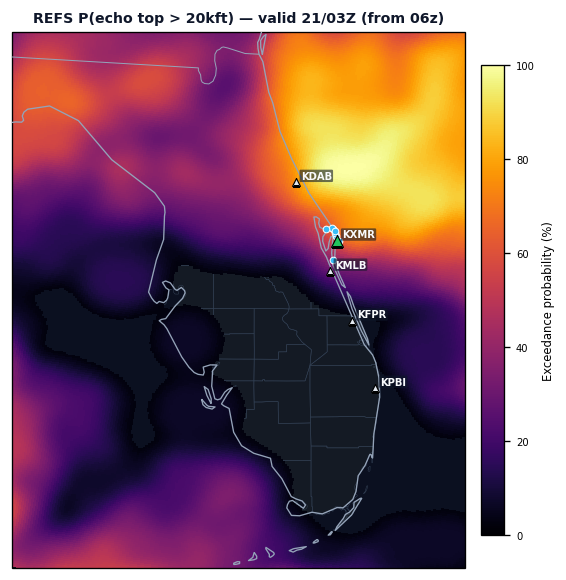 REFS P(echo top > 20kft) — valid 21/03Z (from 06z)
100
80
60
40
20
0
Exceedance probability (%)
KDAB
KXMR
KMLB
KFPR
KPBI